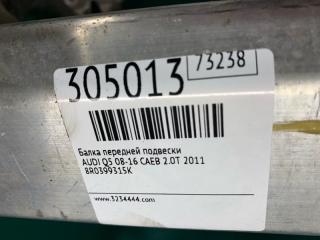 305013
73238
Балка передней подвески
AUDI Q5 08-16 CAEB 2.0T 2011
8R0399315K
www.3234444.com